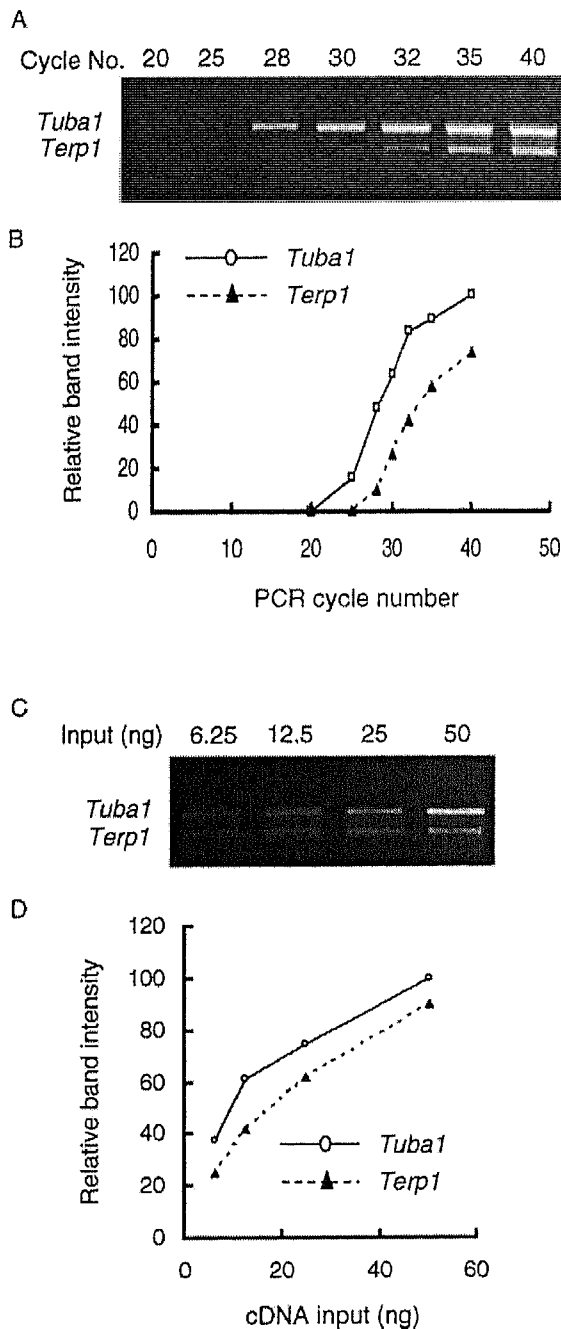 A
Cycle No. 20 25 28 30 32 35 40
Tuba1
Terp1
B
Relative band intensity
120
100
80
60
40
20
0
Tuba1
Terp1
0 10 20 30 40 50
PCR cycle number
C
Input (ng) 6.25 12.5 25 50
Tuba1
Terp1
D
Relative band intensity
120
100
80
60
40
20
0
Tuba1
Terp1
0 20 40 60
cDNA input (ng)